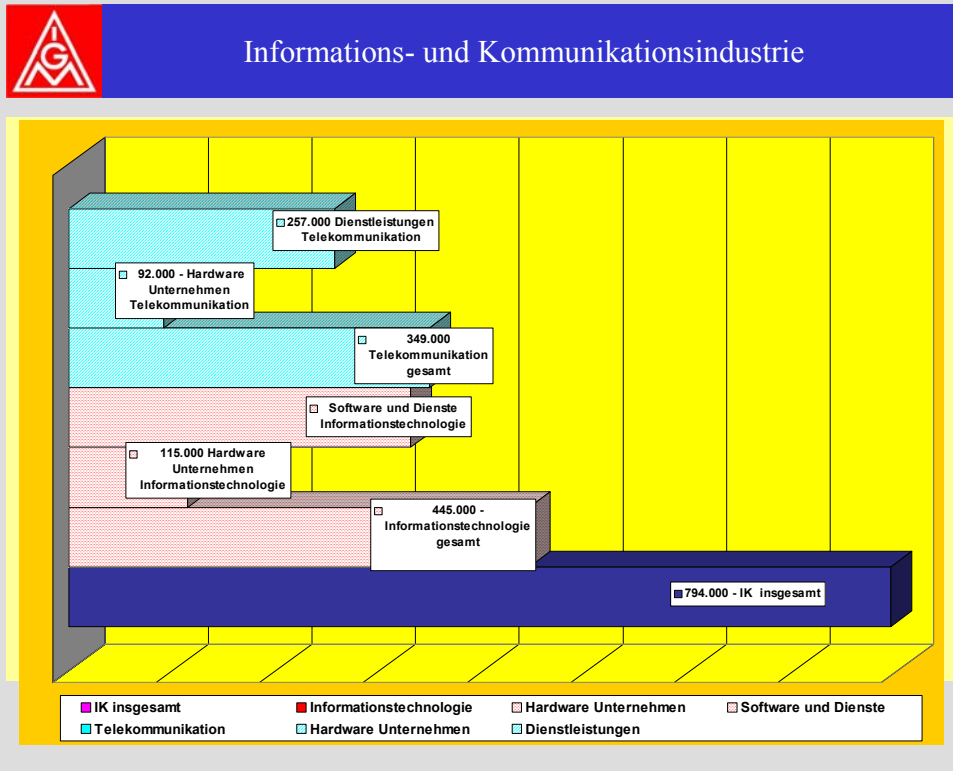 IGM
Informations- und Kommunikationsindustrie
257.000 Dienstleistungen
Telekommunikation
92.000 - Hardware
Unternehmen
Telekommunikation
349.000
Telekommunikation
gesamt
Software und Dienste
Informationstechnologie
115.000 Hardware
Unternehmen
Informationstechnologie
445.000 -
Informationstechnologie
gesamt
794.000 - IK insgesamt
IK insgesamt
Informationstechnologie
Hardware Unternehmen
Software und Dienste
Telekommunikation
Hardware Unternehmen
Dienstleistungen